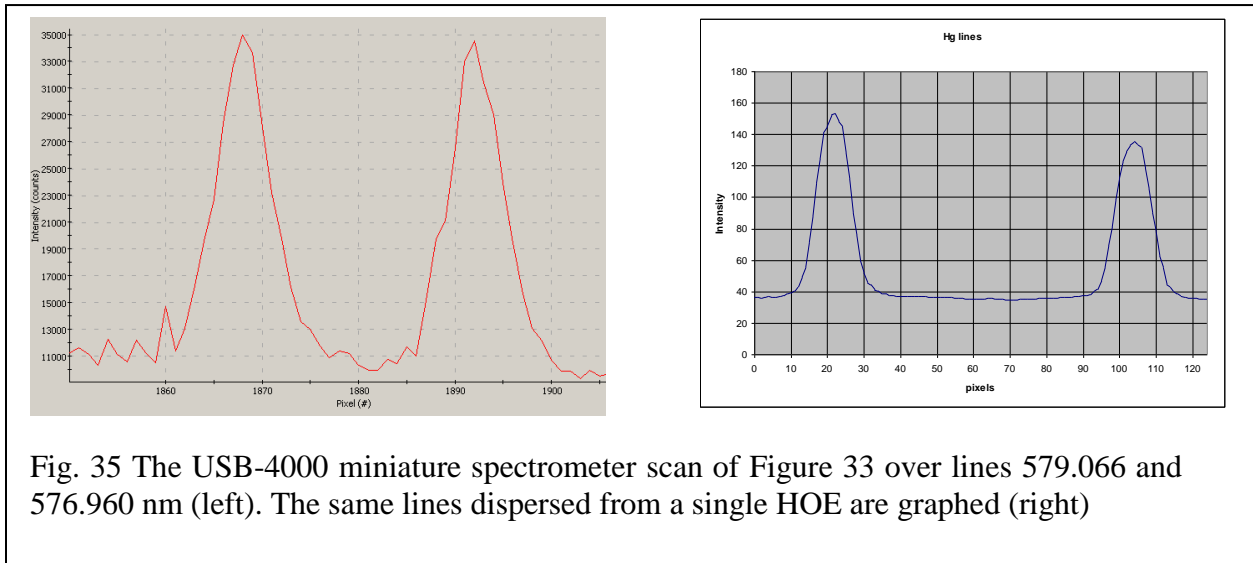 35000
33000
31000
29000
27000
25000
23000
21000
19000
17000
15000
13000
11000
Intensity (counts)
1860 1870 1880 1890 1900
Pixel (#)
Hg lines
180
160
140
120
100
80
60
40
20
0
Intensity
0 10 20 30 40 50 60 70 80 90 100 110 120
pixels
Fig. 35 The USB-4000 miniature spectrometer scan of Figure 33 over lines 579.066 and
576.960 nm (left). The same lines dispersed from a single HOE are graphed (right)